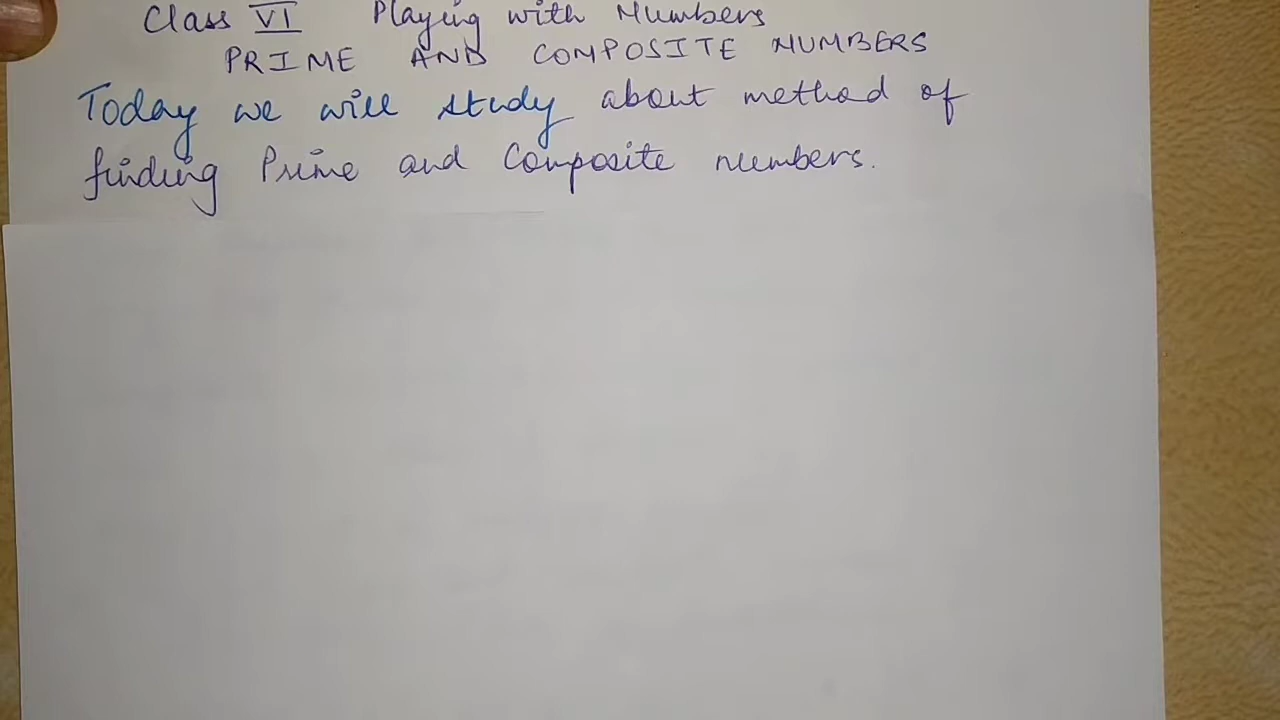 Class VI Playing with Numbers
PRIME AND COMPOSITE NUMBERS
Today we will study about method of
finding Prime and Composite numbers.